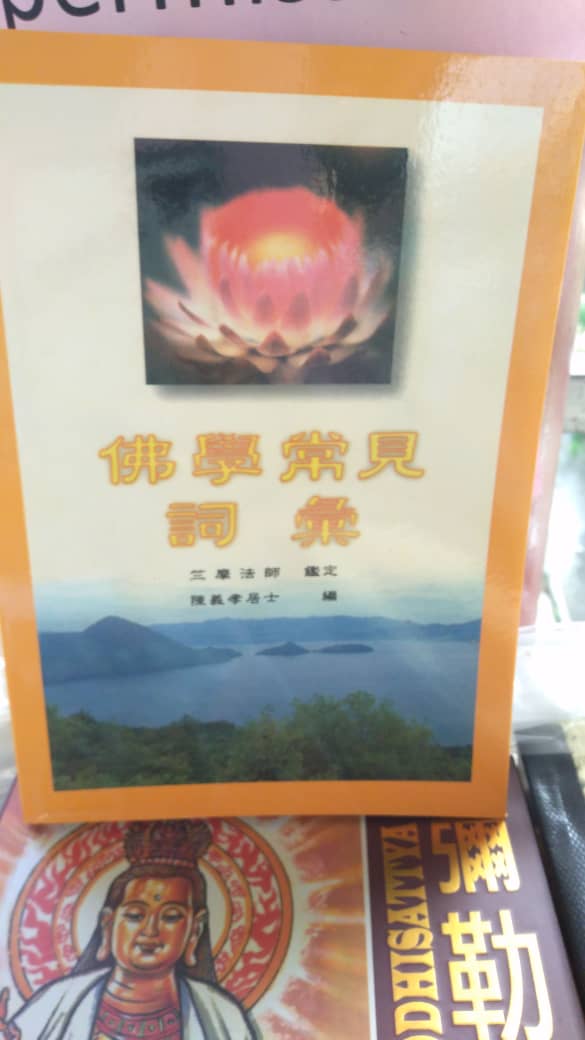 佛學常見
詞彙
竺摩法師 鑑定
陳義孝居士 編
彌勒